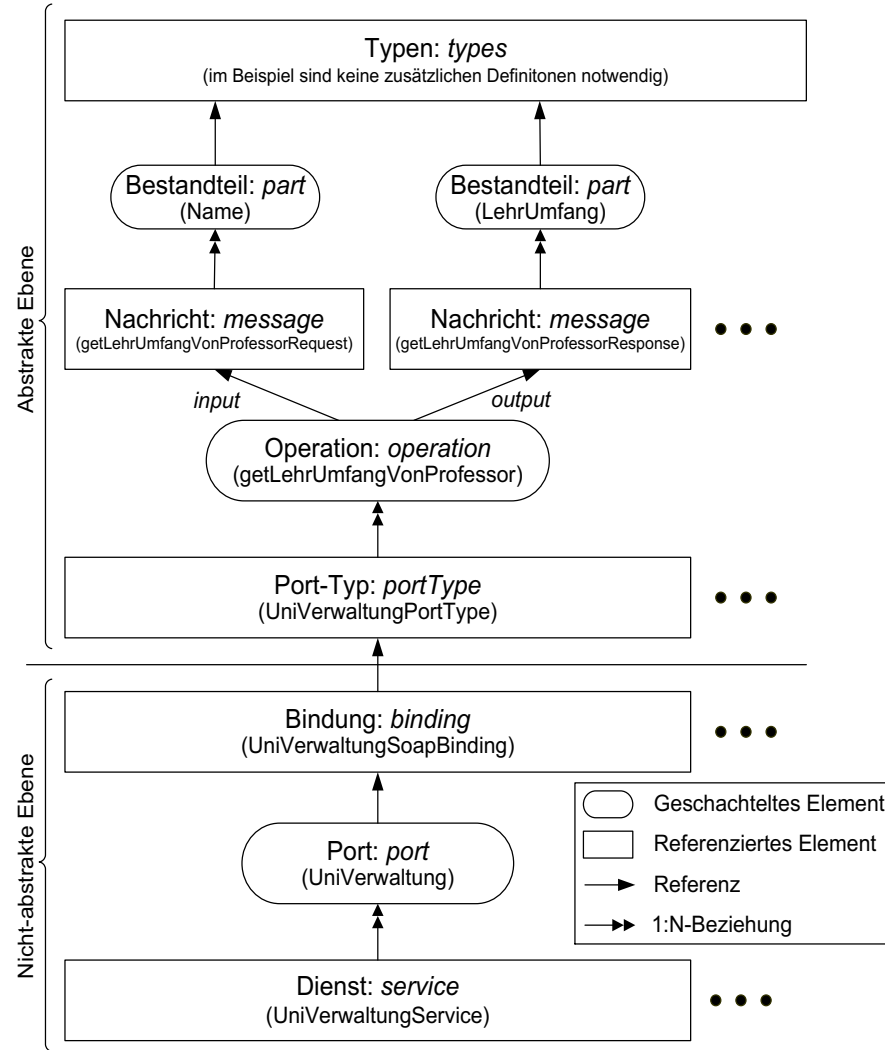 Typen: types
(im Beispiel sind keine zusätzlichen Definitonen notwendig)
Bestandteil: part
(Name)
Bestandteil: part
(LehrUmfang)
Abstrakte Ebene
Nachricht: message
(getLehrUmfangVonProfessorRequest)
Nachricht: message
(getLehrUmfangVonProfessorResponse)
input
output
Operation: operation
(getLehrUmfangVonProfessor)
Port-Typ: portType
(UniVerwaltungPortType)
Nicht-abstrakte Ebene
Bindung: binding
(UniVerwaltungSoapBinding)
Port: port
(UniVerwaltung)
Dienst: service
(UniVerwaltungService)
Geschachteltes Element
Referenziertes Element
Referenz
1:N-Beziehung